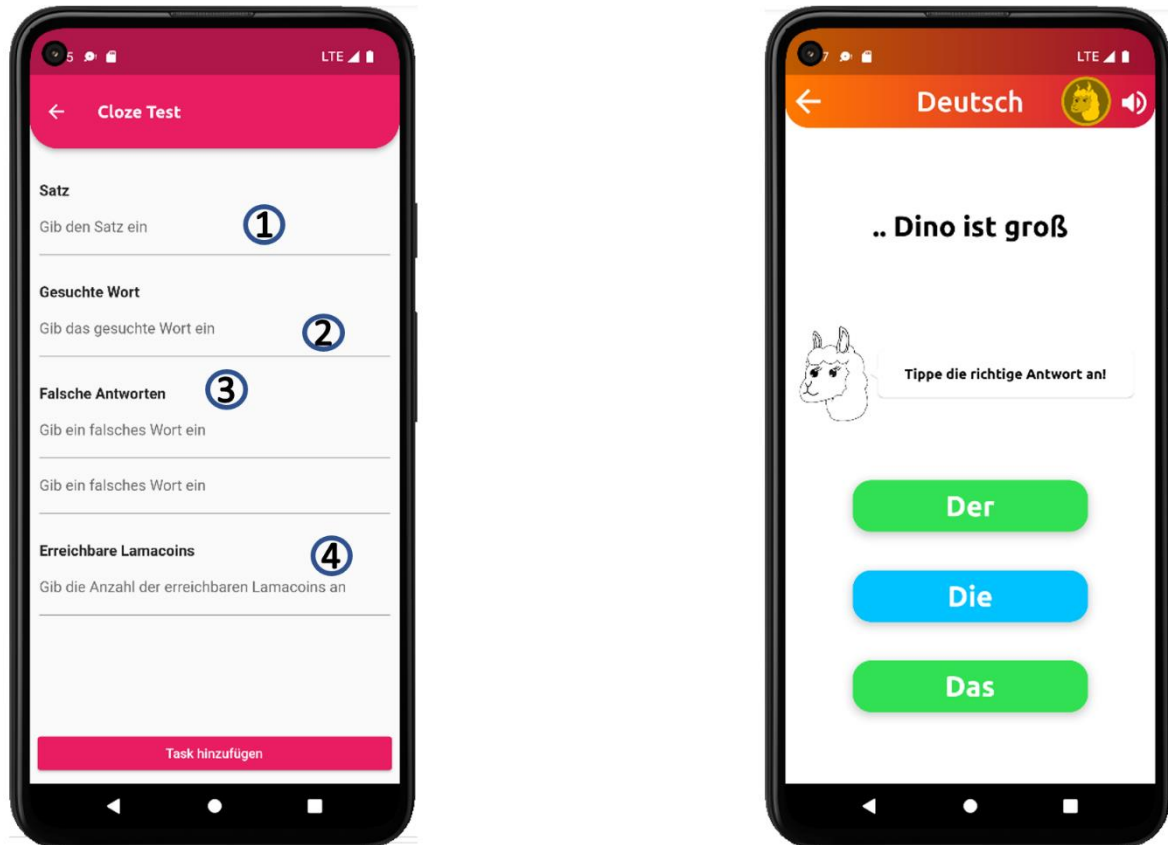 5 LTE
Cloze Test
Satz
Gib den Satz ein
1
Gesuchte Wort
Gib das gesuchte Wort ein
2
Falsche Antworten
3
Gib ein falsches Wort ein
Gib ein falsches Wort ein
Erreichbare Lamacoins
4
Gib die Anzahl der erreichbaren Lamacoins an
Task hinzufügen
7 LTE
Deutsch
.. Dino ist groß
Tippe die richtige Antwort an!
Der
Die
Das